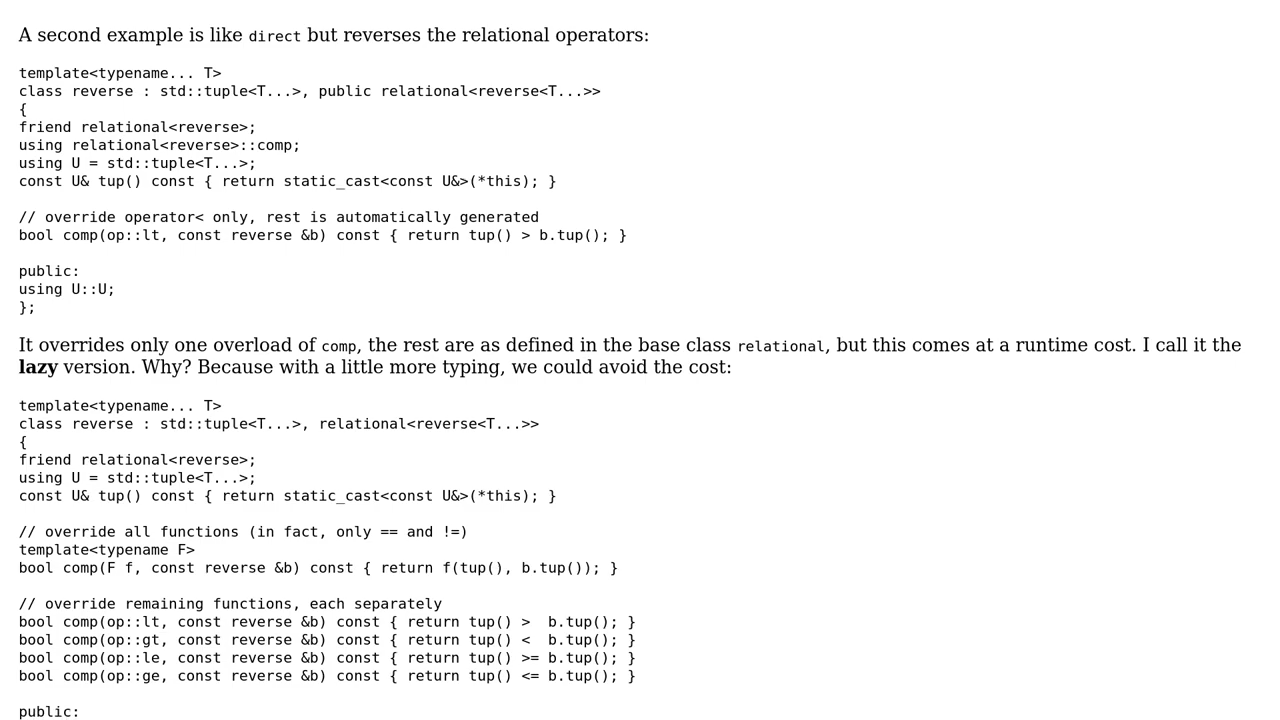 A second example is like direct but reverses the relational operators:
template<typename... T>
class reverse : std::tuple<T...>, public relational<reverse<T...>>
{
friend relational<reverse>;
using relational<reverse>::comp;
using U = std::tuple<T...>;
const U& tup() const { return static_cast<const U&>(*this); }
// override operator< only, rest is automatically generated
bool comp(op::lt, const reverse &b) const { return tup() > b.tup(); }
public:
using U::U;
};
It overrides only one overload of comp, the rest are as defined in the base class relational, but this comes at a runtime cost. I call it the
lazy version. Why? Because with a little more typing, we could avoid the cost:
template<typename... T>
class reverse : std::tuple<T...>, relational<reverse<T...>>
{
friend relational<reverse>;
using U = std::tuple<T...>;
const U& tup() const { return static_cast<const U&>(*this); }
// override all functions (in fact, only == and !=)
template<typename F>
bool comp(F f, const reverse &b) const { return f(tup(), b.tup()); }
// override remaining functions, each separately
bool comp(op::lt, const reverse &b) const { return tup() >  b.tup(); }
bool comp(op::gt, const reverse &b) const { return tup() <  b.tup(); }
bool comp(op::le, const reverse &b) const { return tup() >= b.tup(); }
bool comp(op::ge, const reverse &b) const { return tup() <= b.tup(); }
public: